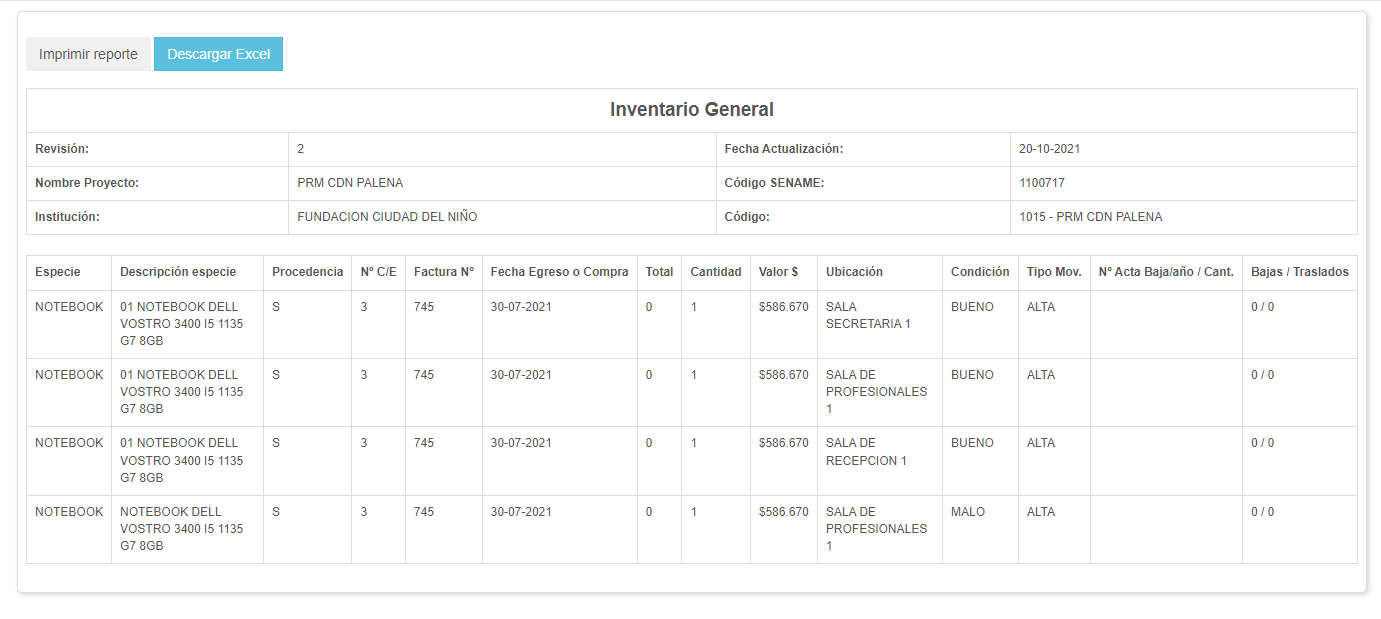 Imprimir reporte Descargar Excel
Inventario General
Revisión: 2 Fecha Actualización: 20-10-2021
Nombre Proyecto: PRM CDN PALENA Código SENAME: 1100717
Institución: FUNDACION CIUDAD DEL NIÑO Código: 1015 - PRM CDN PALENA
Especie Descripción especie Procedencia Nº C/E Factura Nº Fecha Egreso o Compra Total Cantidad Valor $ Ubicación Condición Tipo Mov. Nº Acta Baja/año / Cant. Bajas / Traslados
NOTEBOOK 01 NOTEBOOK DELL S 3 745 30-07-2021 0 1 $586.670 SALA BUENO ALTA 0 / 0
VOSTRO 3400 I5 1135 SECRETARIA 1
G7 8GB
NOTEBOOK 01 NOTEBOOK DELL S 3 745 30-07-2021 0 1 $586.670 SALA DE BUENO ALTA 0 / 0
VOSTRO 3400 I5 1135 PROFESIONALES
G7 8GB 1
NOTEBOOK 01 NOTEBOOK DELL S 3 745 30-07-2021 0 1 $586.670 SALA DE BUENO ALTA 0 / 0
VOSTRO 3400 I5 1135 RECEPCION 1
G7 8GB
NOTEBOOK NOTEBOOK DELL S 3 745 30-07-2021 0 1 $586.670 SALA DE MALO ALTA 0 / 0
VOSTRO 3400 I5 1135 PROFESIONALES
G7 8GB 1